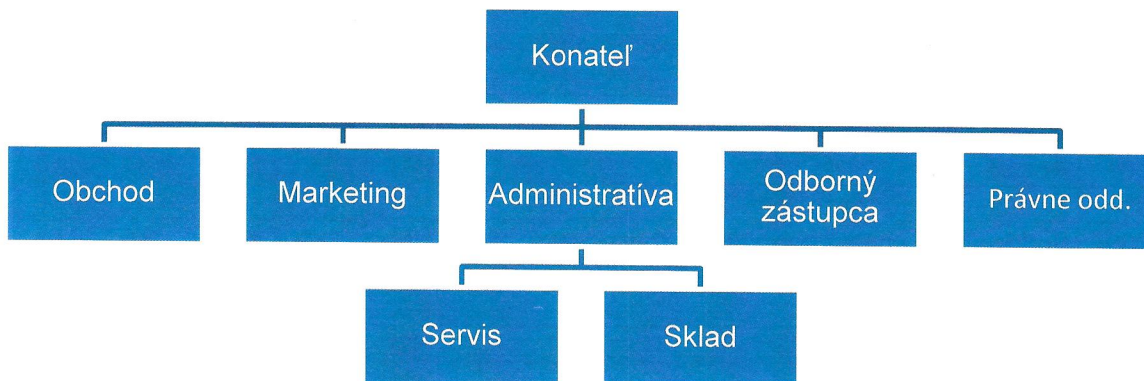 Konateľ
Obchod
Marketing
Administratíva
Odborný
zástupca
Právne odd.
Servis
Sklad